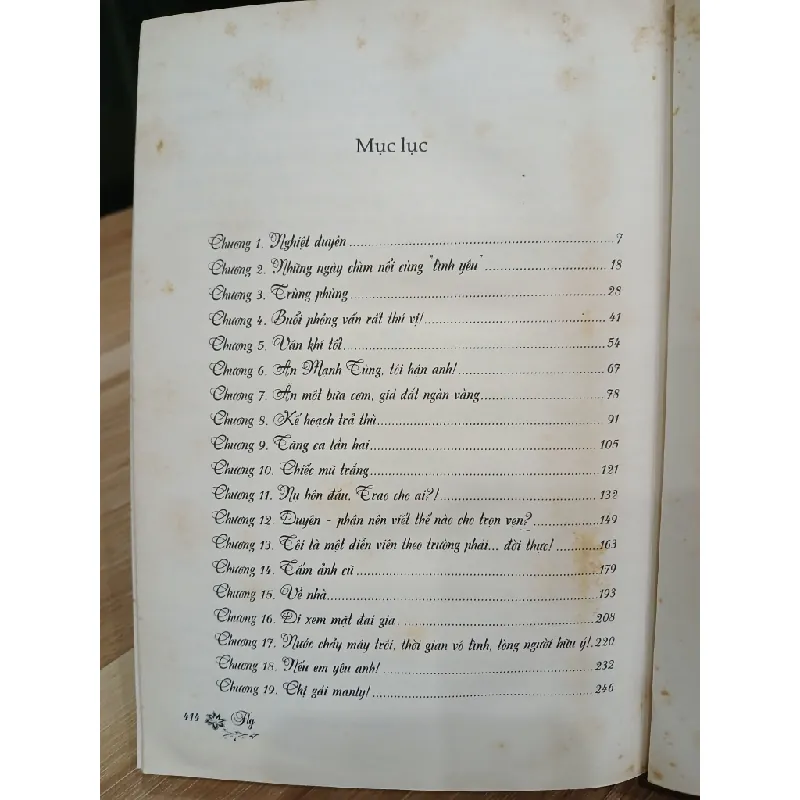 Mục lục
Chương 1. Nghiệt duyên 7
Chương 2. Những ngày chìm nổi cùng "tình yêu" 18
Chương 3. Trùng phùng 28
Chương 4. Buổi phỏng vấn rất thú vị! 41
Chương 5. Vãn khí tốt 54
Chương 6. An Mạnh Tùng, tôi hận anh! 67
Chương 7. Ăn một bữa cơm, giá đắt ngàn vàng 78
Chương 8. Kế hoạch trả thù 91
Chương 9. Tăng ca lần hai 105
Chương 10. Chiếc mũ trắng 121
Chương 11. Nụ hôn đầu. Trao cho ai?! 132
Chương 12. Duyên - phận nên viết thế nào cho trọn vẹn? 149
Chương 13. Tôi là một diễn viên theo trường phái... đời thực! 163
Chương 14. Tấm ảnh cũ 179
Chương 15. Về nhà 193
Chương 16. Đi xem mặt đại gia 208
Chương 17. Nước chảy mây trôi, thời gian vô tình, lòng người hữu ý! 220
Chương 18. Nếu em yêu anh! 232
Chương 19. Chị gái manly! 246
414